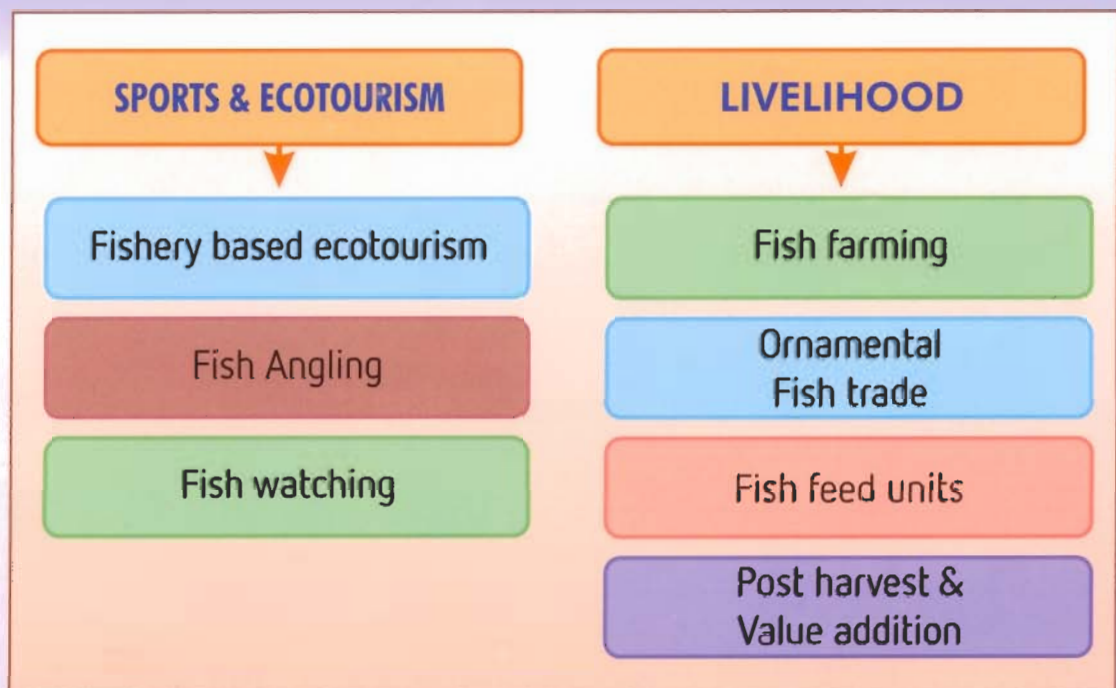 SPORTS & ECOTOURISM
Fishery based ecotourism
Fish Angling
Fish watching
LIVELIHOOD
Fish farming
Ornamental
Fish trade
Fish feed units
Post harvest &
Value addition